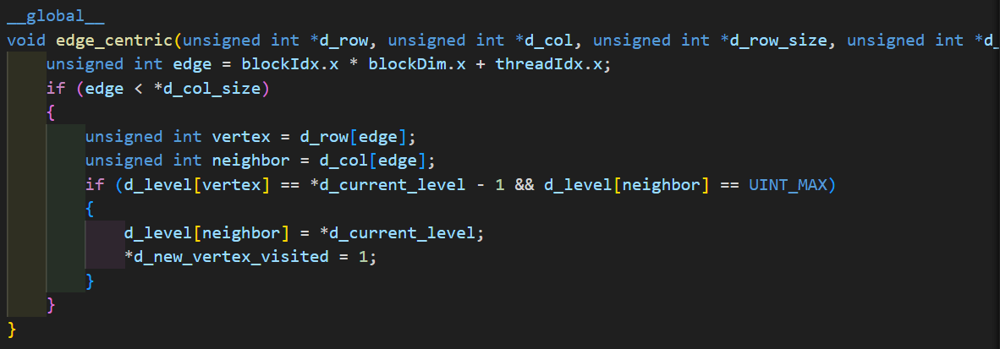 __global__
void edge_centric(unsigned int *d_row, unsigned int *d_col, unsigned int *d_row_size, unsigned int *d_
unsigned int edge = blockIdx.x * blockDim.x + threadIdx.x;
if (edge < *d_col_size)
{
unsigned int vertex = d_row[edge];
unsigned int neighbor = d_col[edge];
if (d_level[vertex] == *d_current_level - 1 && d_level[neighbor] == UINT_MAX)
{
d_level[neighbor] = *d_current_level;
*d_new_vertex_visited = 1;
}
}
}